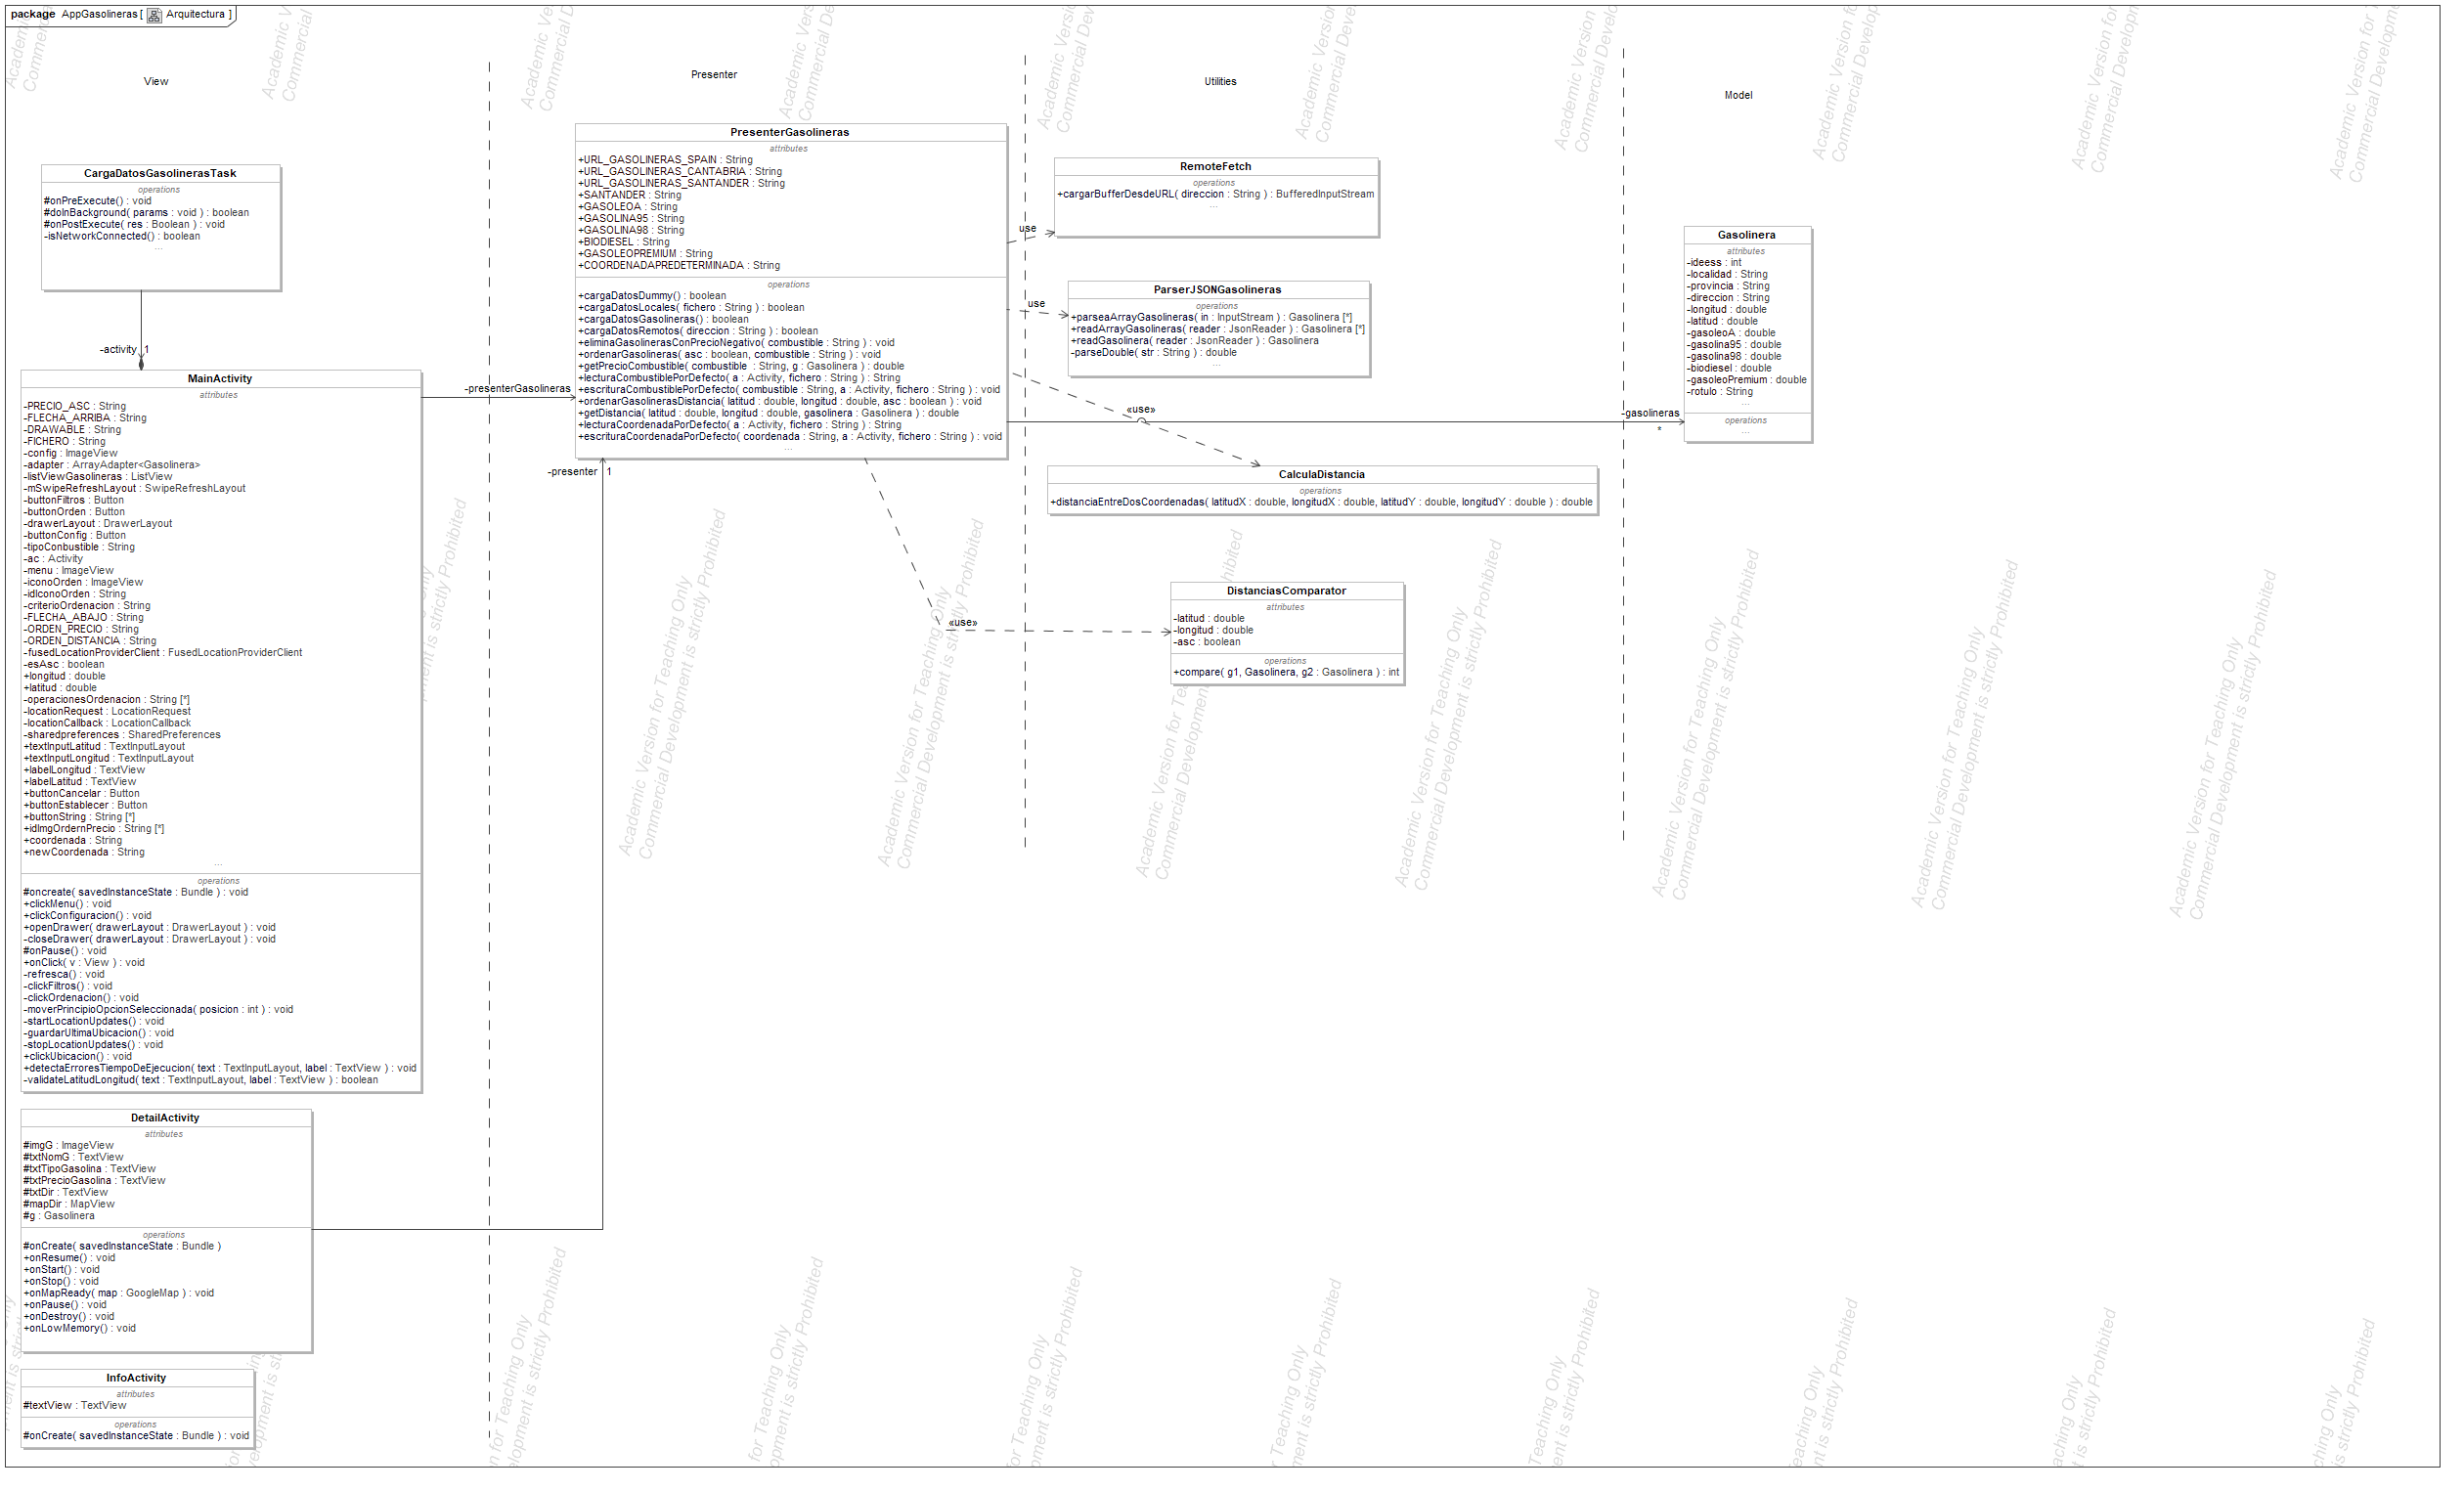 package AppGasolineras [ Arquitectura ]
View
Presenter
Utilities
Model
CargaDatosGasolinerasTask
operations
#onPreExecute() : void
#doInBackground( params : void ) : boolean
#onPostExecute( res : Boolean ) : void
-isNetworkConnected() : boolean
...
-activity
1
MainActivity
attributes
-PRECIO_ASC : String
-FLECHA_ARRIBA : String
-DRAWABLE : String
-FICHERO : String
-config : ImageView
-adapter : ArrayAdapter<Gasolinera>
-listViewGasolineras : ListView
-mSwipeRefreshLayout : SwipeRefreshLayout
-buttonFiltros : Button
-buttonOrden : Button
-drawerLayout : DrawerLayout
-buttonConfig : Button
-tipoConbustible : String
-ac : Activity
-menu : ImageView
-iconoOrden : ImageView
-idIconoOrden : String
-criterioOrdenacion : String
-FLECHA_ABAJO : String
-ORDEN_PRECIO : String
-ORDEN_DISTANCIA : String
-fusedLocationProviderClient : FusedLocationProviderClient
-esAsc : boolean
+longitud : double
+latitud : double
-operacionesOrdenacion : String [*]
-locationRequest : LocationRequest
-locationCallback : LocationCallback
-sharedpreferences : SharedPreferences
+textInputLatitud : TextInputLayout
+textInputLongitud : TextInputLayout
+labelLongitud : TextView
+labelLatitud : TextView
+buttonCancelar : Button
+buttonEstablecer : Button
+buttonString : String [*]
+idImgOrdernPrecio : String [*]
+coordenada : String
+newCoordenada : String
...
operations
#oncreate( savedInstanceState : Bundle ) : void
+clickMenu() : void
+clickConfiguracion() : void
+openDrawer( drawerLayout : DrawerLayout ) : void
-closeDrawer( drawerLayout : DrawerLayout ) : void
#onPause() : void
+onClick( v : View ) : void
-refresca() : void
-clickFiltros() : void
-clickOrdenacion() : void
-moverPrincipioOpcionSeleccionada( posicion : int ) : void
-startLocationUpdates() : void
-guardarUltimaUbicacion() : void
-stopLocationUpdates() : void
+clickUbicacion() : void
+detectaErroresTiempoDeEjecucion( text : TextInputLayout, label : TextView ) : void
-validateLatitudLongitud( text : TextInputLayout, label : TextView ) : boolean
DetailActivity
attributes
#imgG : ImageView
#txtNomG : TextView
#txtTipoGasolina : TextView
#txtPrecioGasolina : TextView
#txtDir : TextView
#mapDir : MapView
#g : Gasolinera
operations
#onCreate( savedInstanceState : Bundle )
+onResume() : void
+onStart() : void
+onStop() : void
+onMapReady( map : GoogleMap ) : void
+onPause() : void
+onDestroy() : void
+onLowMemory() : void
InfoActivity
attributes
#textView : TextView
operations
#onCreate( savedInstanceState : Bundle ) : void
-presenterGasolineras
-presenter
1
PresenterGasolineras
attributes
+URL_GASOLINERAS_SPAIN : String
+URL_GASOLINERAS_CANTABRIA : String
+URL_GASOLINERAS_SANTANDER : String
+SANTANDER : String
+GASOLEOA : String
+GASOLINA95 : String
+GASOLINA98 : String
+BIODIESEL : String
+GASOLEOPREMIUM : String
+COORDENADAPREDETERMINADA : String
operations
+cargaDatosDummy() : boolean
+cargaDatosLocales( fichero : String ) : boolean
+cargaDatosGasolineras() : boolean
+cargaDatosRemotos( direccion : String ) : boolean
+eliminaGasolinerasConPrecioNegativo( combustible : String ) : void
+ordenarGasolineras( asc : boolean, combustible : String ) : void
+getPrecioCombustible( combustible : String, g : Gasolinera ) : double
+lecturaCombustiblePorDefecto( a : Activity, fichero : String ) : String
+escrituraCombustiblePorDefecto( combustible : String, a : Activity, fichero : String ) : void
+ordenarGasolinerasDistancia( latitud : double, longitud : double, asc : boolean ) : void
+getDistancia( latitud : double, longitud : double, gasolinera : Gasolinera ) : double
+lecturaCoordenadaPorDefecto( a : Activity, fichero : String ) : String
+escrituraCoordenadaPorDefecto( coordenada : String, a : Activity, fichero : String ) : void
...
use
use
«use»
«use»
RemoteFetch
operations
+cargarBufferDesdeURL( direccion : String ) : BufferedInputStream
...
ParserJSONGasolineras
operations
+parseaArrayGasolineras( in : InputStream ) : Gasolinera [*]
+readArrayGasolineras( reader : JsonReader ) : Gasolinera [*]
+readGasolinera( reader : JsonReader ) : Gasolinera
-parseDouble( str : String ) : double
...
CalculaDistancia
operations
+distanciaEntreDosCoordenadas( latitudX : double, longitudX : double, latitudY : double, longitudY : double ) : double
DistanciasComparator
attributes
-latitud : double
-longitud : double
-asc : boolean
operations
+compare( g1, Gasolinera, g2 : Gasolinera ) : int
-gasolineras
*
Gasolinera
attributes
-ideess : int
-localidad : String
-provincia : String
-direccion : String
-longitud : double
-latitud : double
-gasoleoA : double
-gasolina95 : double
-gasolina98 : double
-biodiesel : double
-gasoleoPremium : double
-rotulo : String
...
operations
...
Academic Version for Teaching Only
Commercial Development is strictly Prohibited